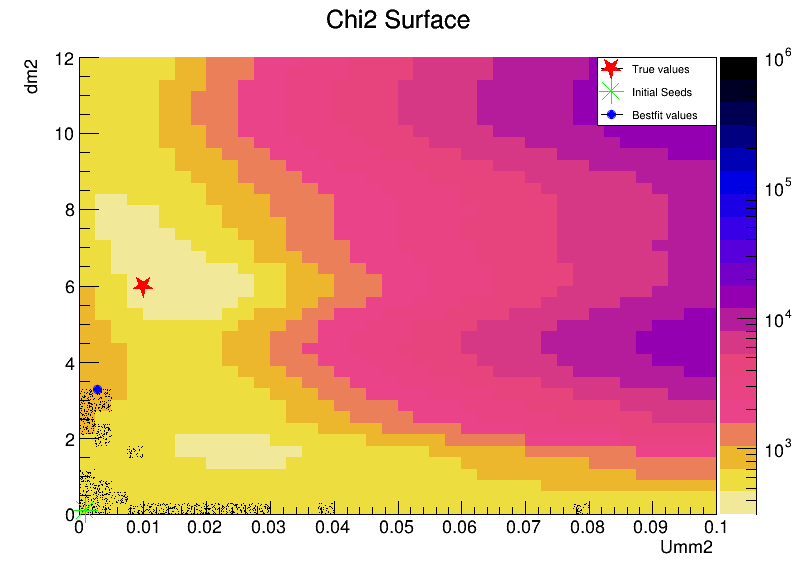 Chi2 Surface
dm2
12
10
8
6
4
2
0
0 0.01 0.02 0.03 0.04 0.05 0.06 0.07 0.08 0.09 0.1
Umm2
True values
Initial Seeds
Bestfit values
10^6
10^5
10^4
10^3